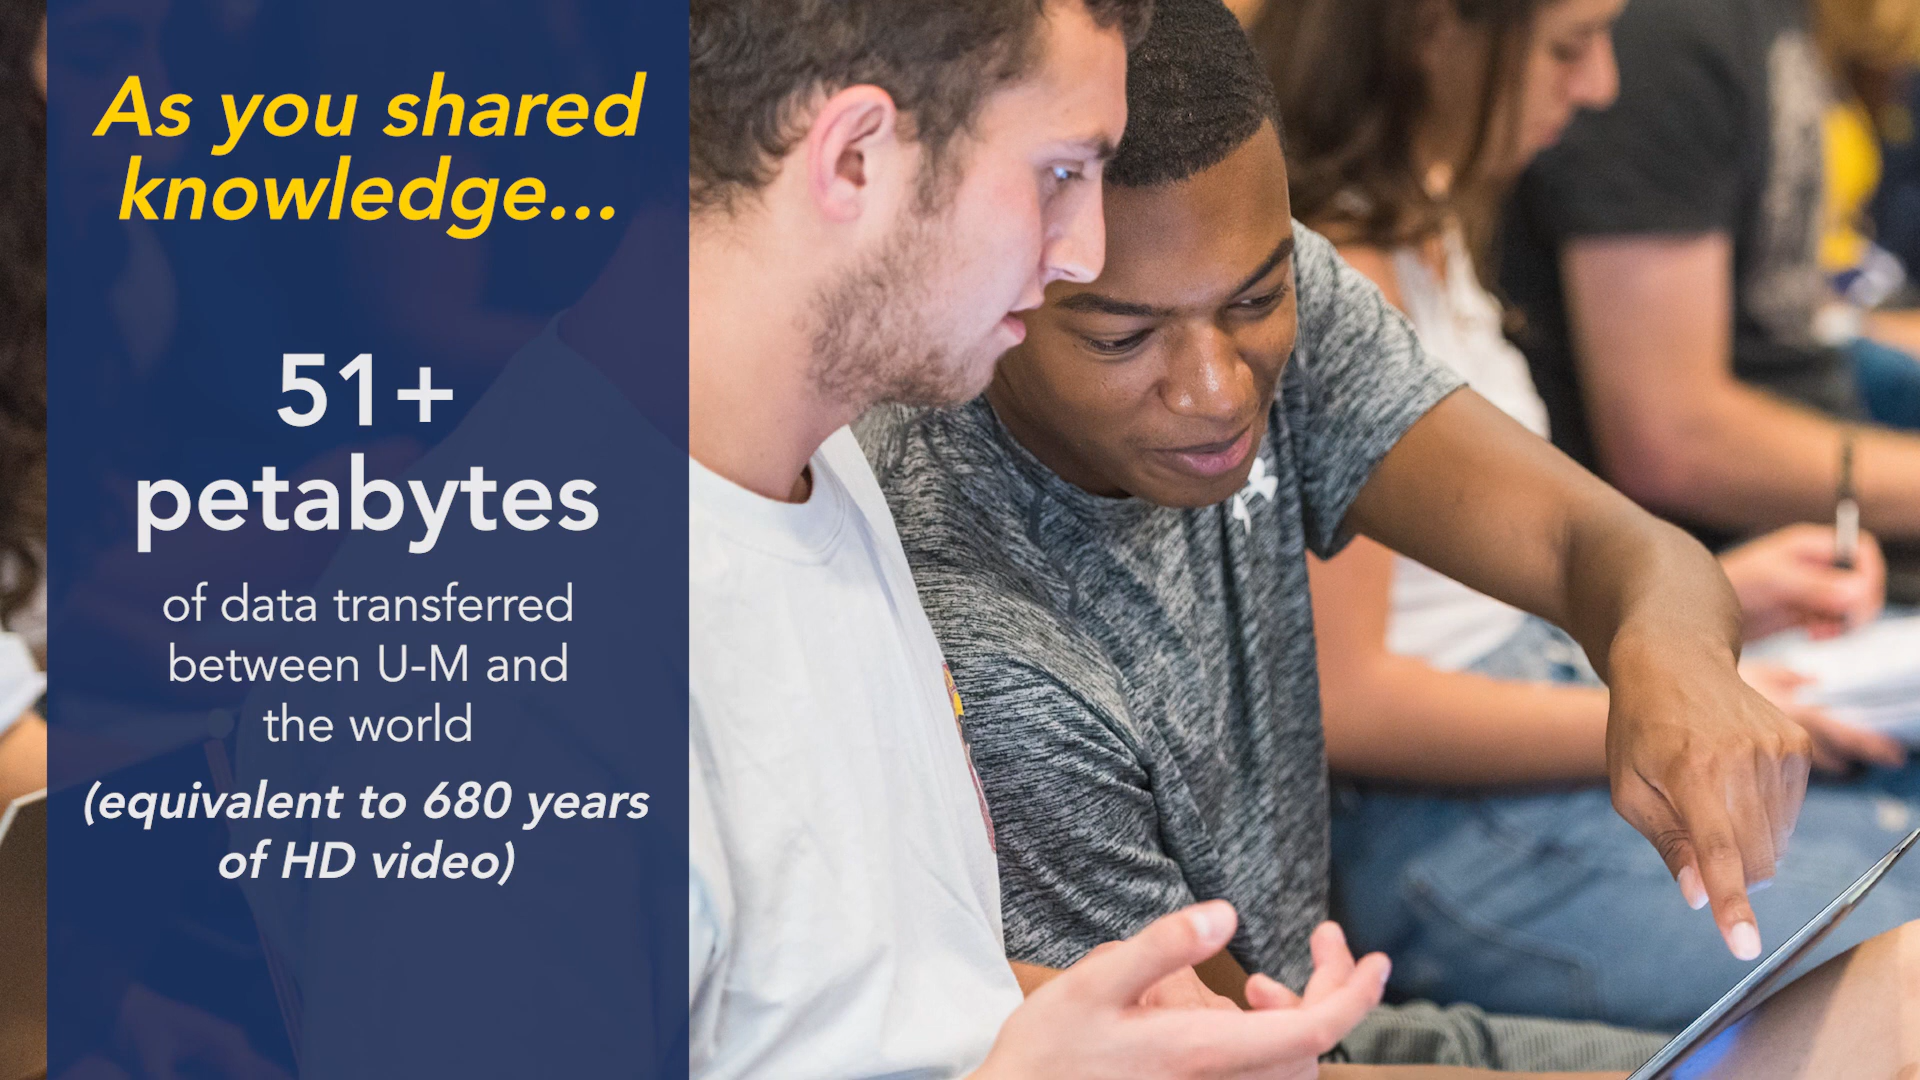 As you shared
knowledge...
51+
petabytes
of data transferred
between U-M and
the world
(equivalent to 680 years
of HD video)